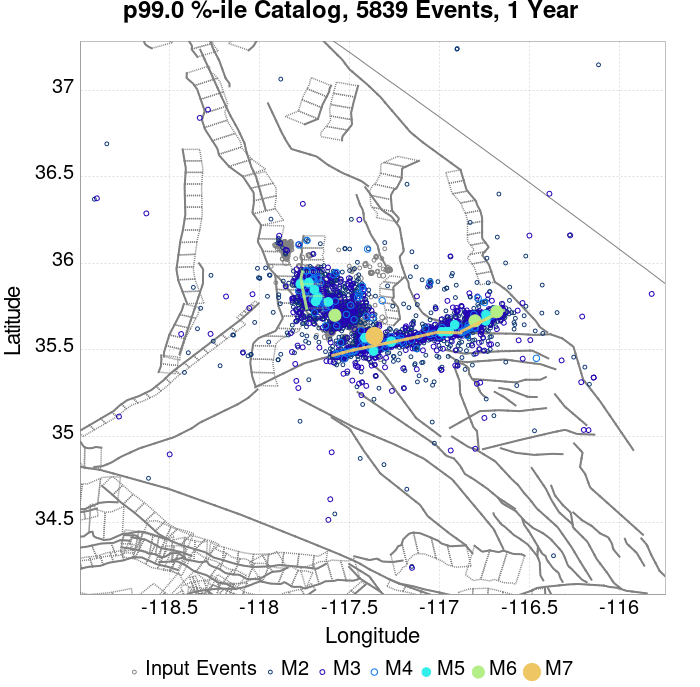 p99.0 %-ile Catalog, 5839 Events, 1 Year
37
36.5
36
35.5
35
34.5
Latitude
-118.5 -118 -117.5 -117 -116.5 -116
Longitude
Input Events M2 M3 M4 M5 M6 M7